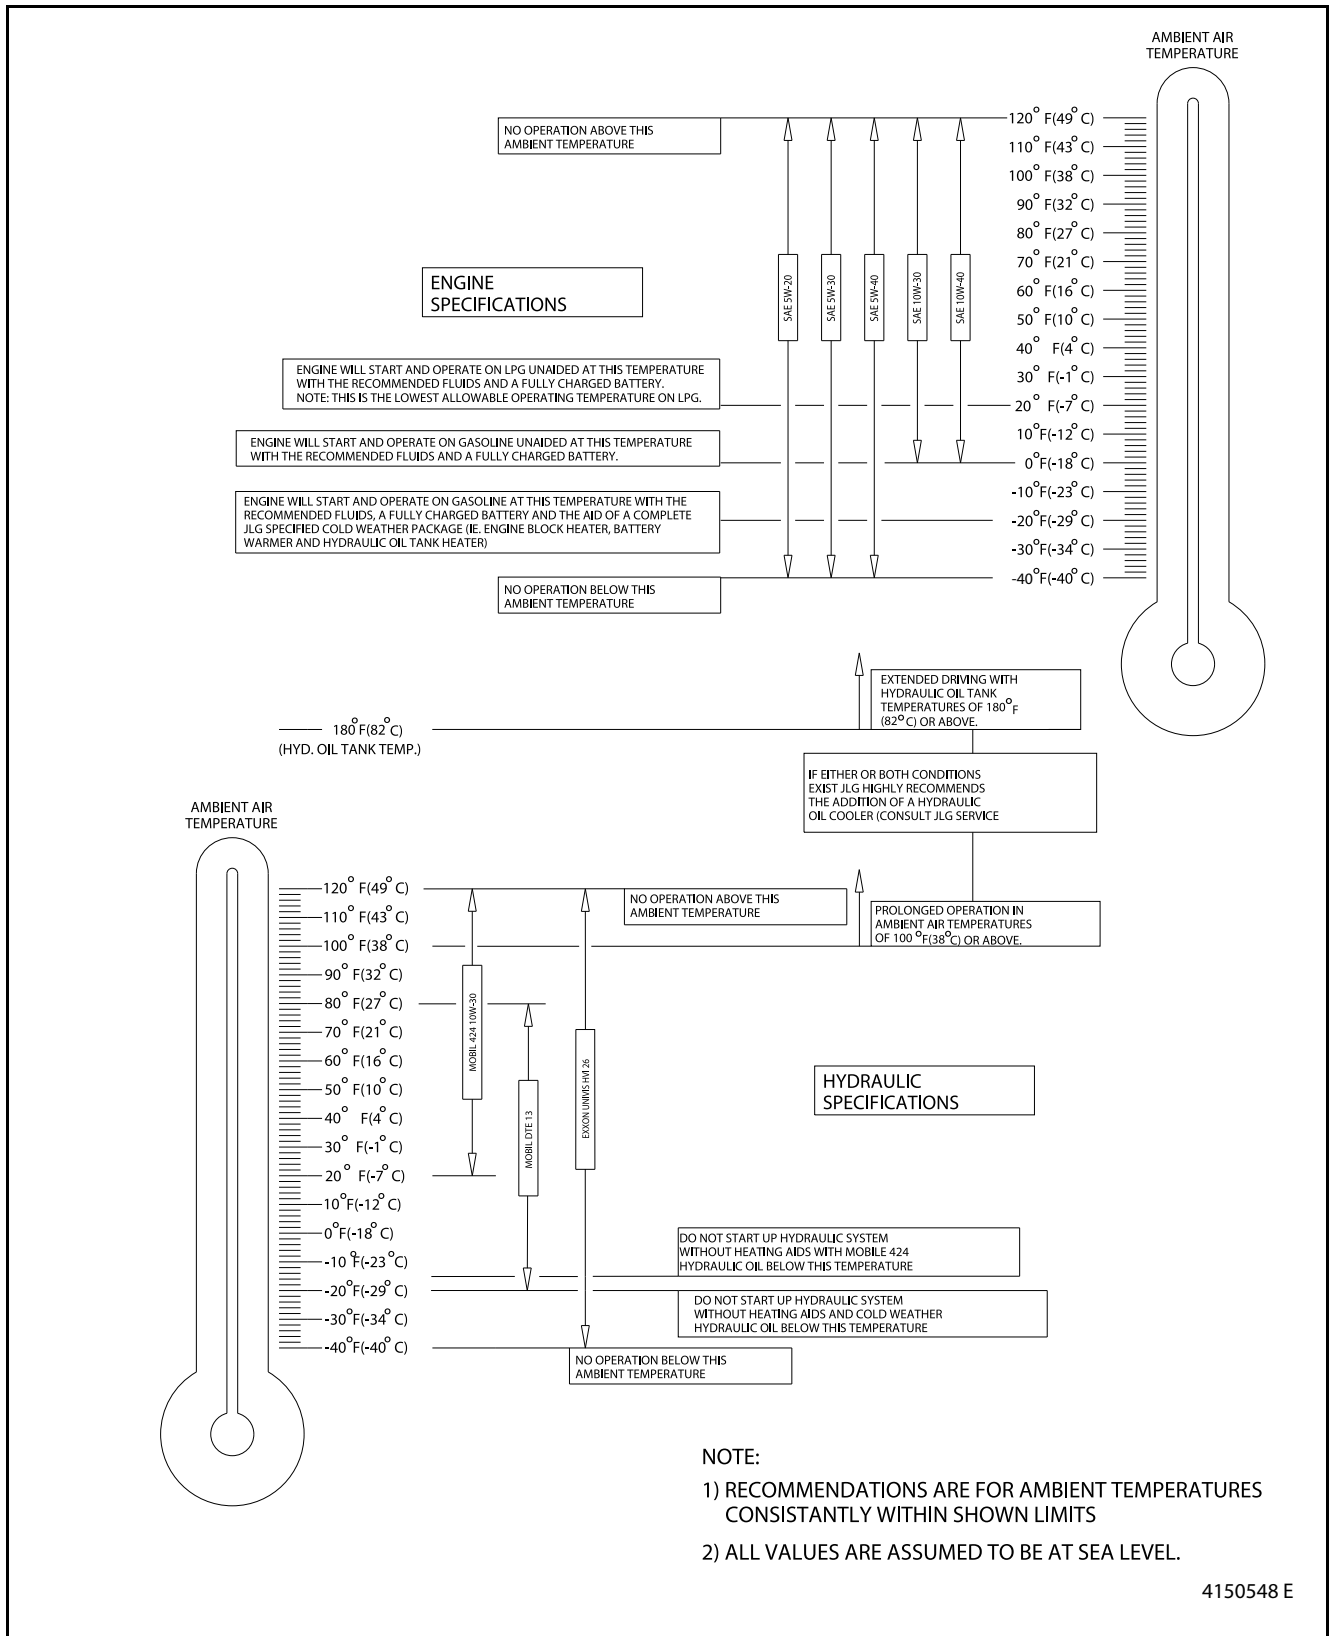 AMBIENT AIR
TEMPERATURE
NO OPERATION ABOVE THIS
AMBIENT TEMPERATURE
120° F(49° C)
110° F(43° C)
100° F(38° C)
90° F(32° C)
80° F(27° C)
70° F(21° C)
60° F(16° C)
50° F(10° C)
40° F(4° C)
30° F(-1° C)
20° F(-7° C)
10°F(-12° C)
0°F(-18° C)
-10°F(-23° C)
-20°F(-29° C)
-30°F(-34° C)
-40°F(-40° C)
SAE 5W-20
SAE 5W-30
SAE 5W-40
SAE 10W-30
SAE 10W-40
ENGINE
SPECIFICATIONS
ENGINE WILL START AND OPERATE ON LPG UNAIDED AT THIS TEMPERATURE
WITH THE RECOMMENDED FLUIDS AND A FULLY CHARGED BATTERY.
NOTE: THIS IS THE LOWEST ALLOWABLE OPERATING TEMPERATURE ON LPG.
ENGINE WILL START AND OPERATE ON GASOLINE UNAIDED AT THIS TEMPERATURE
WITH THE RECOMMENDED FLUIDS AND A FULLY CHARGED BATTERY.
ENGINE WILL START AND OPERATE ON GASOLINE AT THIS TEMPERATURE WITH THE
RECOMMENDED FLUIDS, A FULLY CHARGED BATTERY AND THE AID OF A COMPLETE
JLG SPECIFIED COLD WEATHER PACKAGE (IE. ENGINE BLOCK HEATER, BATTERY
WARMER AND HYDRAULIC OIL TANK HEATER)
NO OPERATION BELOW THIS
AMBIENT TEMPERATURE
EXTENDED DRIVING WITH
HYDRAULIC OIL TANK
TEMPERATURES OF 180°F
(82°C) OR ABOVE.
180°F(82°C)
(HYD. OIL TANK TEMP.)
IF EITHER OR BOTH CONDITIONS
EXIST JLG HIGHLY RECOMMENDS
THE ADDITION OF A HYDRAULIC
OIL COOLER (CONSULT JLG SERVICE
AMBIENT AIR
TEMPERATURE
120° F(49° C)
110° F(43° C)
100° F(38° C)
90° F(32° C)
80° F(27° C)
70° F(21° C)
60° F(16° C)
50° F(10° C)
40° F(4° C)
30° F(-1° C)
20° F(-7° C)
10°F(-12° C)
0°F(-18° C)
-10 °F(-23° C)
-20°F(-29° C)
-30°F(-34° C)
-40°F(-40° C)
NO OPERATION ABOVE THIS
AMBIENT TEMPERATURE
PROLONGED OPERATION IN
AMBIENT AIR TEMPERATURES
OF 100 °F(38°C) OR ABOVE.
MOBIL 424 10W-30
MOBIL DTE 13
EXXON UNIVIS HVI 26
HYDRAULIC
SPECIFICATIONS
DO NOT START UP HYDRAULIC SYSTEM
WITHOUT HEATING AIDS WITH MOBILE 424
HYDRAULIC OIL BELOW THIS TEMPERATURE
DO NOT START UP HYDRAULIC SYSTEM
WITHOUT HEATING AIDS AND COLD WEATHER
HYDRAULIC OIL BELOW THIS TEMPERATURE
NO OPERATION BELOW THIS
AMBIENT TEMPERATURE
NOTE:
1) RECOMMENDATIONS ARE FOR AMBIENT TEMPERATURES
CONSISTANTLY WITHIN SHOWN LIMITS
2) ALL VALUES ARE ASSUMED TO BE AT SEA LEVEL.
4150548 E